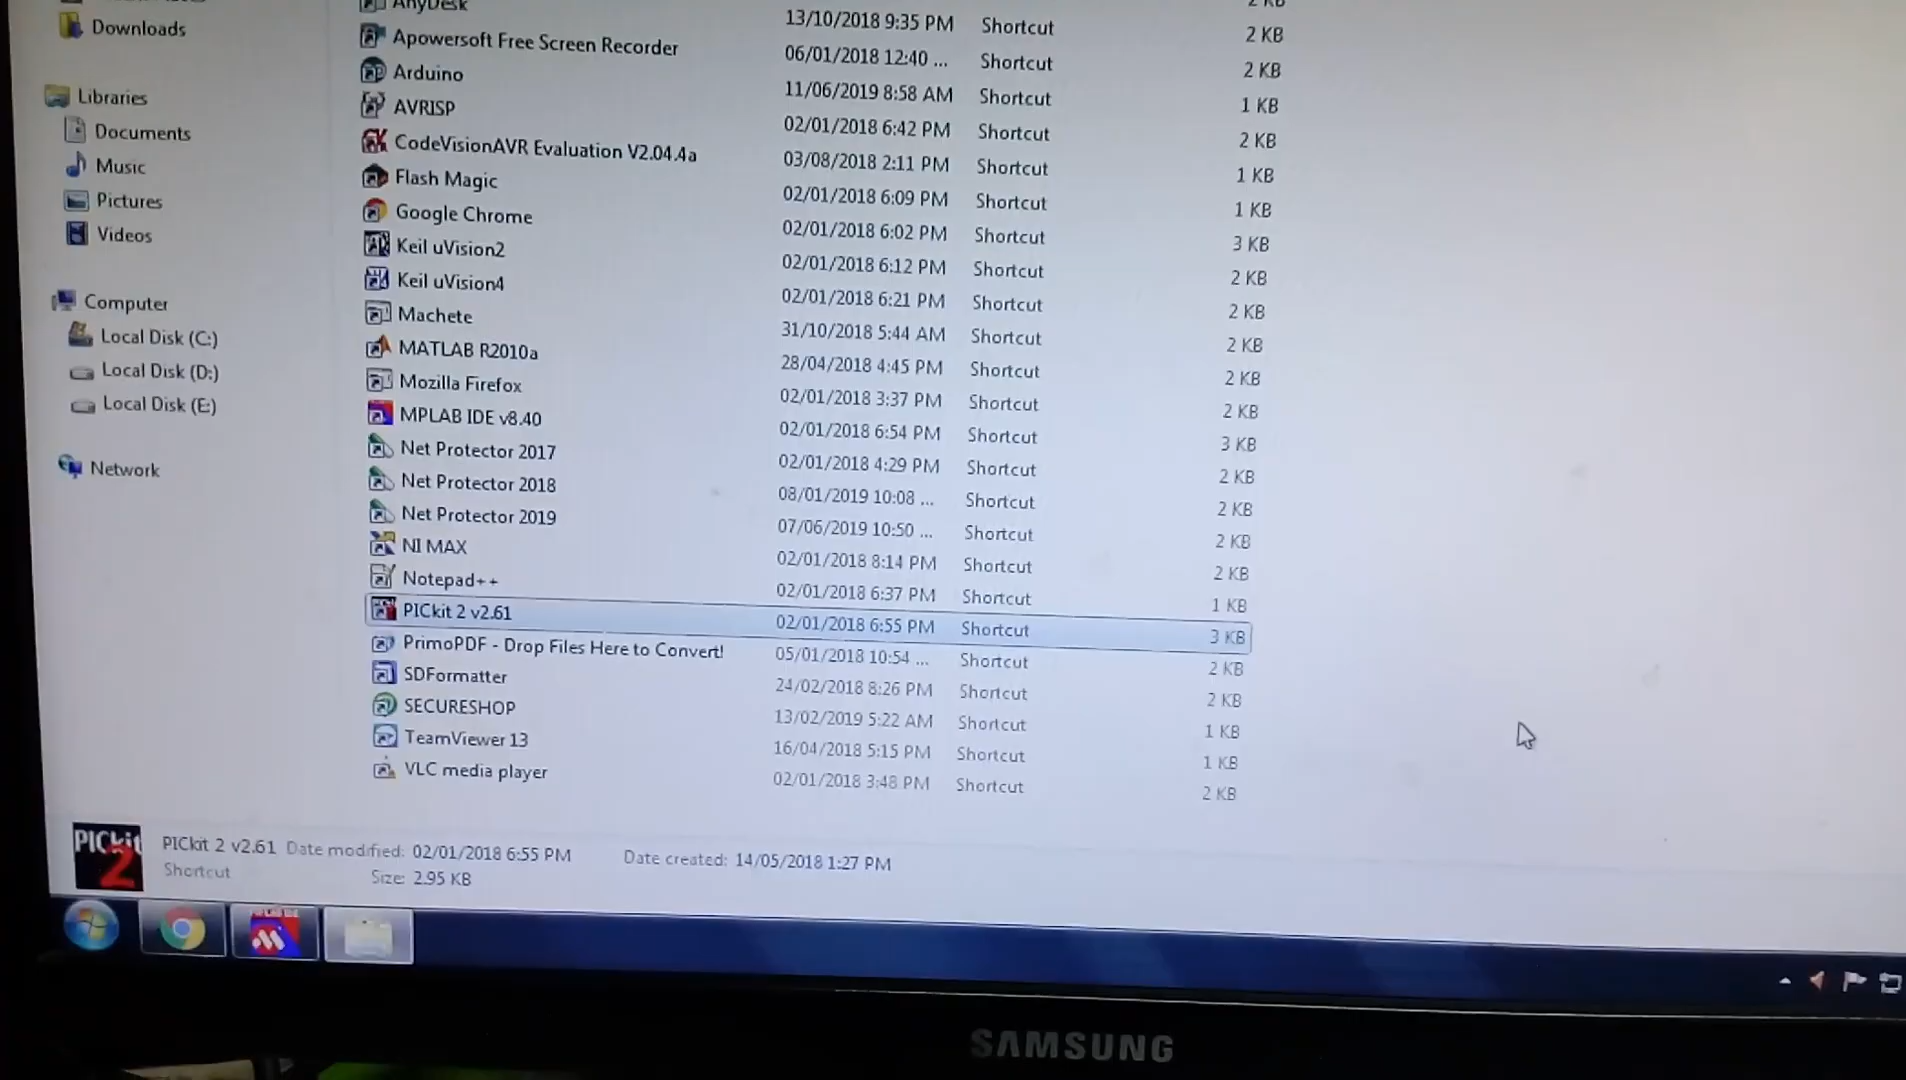 Downloads
Libraries
Documents
Music
Pictures
Videos
Computer
Local Disk (C:)
Local Disk (D:)
Local Disk (E:)
Network
AnyDesk 13/10/2018 9:35 PM Shortcut 2 KB
Apowersoft Free Screen Recorder 06/01/2018 12:40 ... Shortcut 2 KB
Arduino 11/06/2019 8:58 AM Shortcut 1 KB
AVRISP 02/01/2018 6:42 PM Shortcut 2 KB
CodeVisionAVR Evaluation V2.04.4a 03/08/2018 2:11 PM Shortcut 1 KB
Flash Magic 02/01/2018 6:09 PM Shortcut 1 KB
Google Chrome 02/01/2018 6:02 PM Shortcut 3 KB
Keil uVision2 02/01/2018 6:12 PM Shortcut 2 KB
Keil uVision4 02/01/2018 6:21 PM Shortcut 2 KB
Machete 31/10/2018 5:44 AM Shortcut 2 KB
MATLAB R2010a 28/04/2018 4:45 PM Shortcut 2 KB
Mozilla Firefox 02/01/2018 3:37 PM Shortcut 2 KB
MPLAB IDE v8.40 02/01/2018 6:54 PM Shortcut 3 KB
Net Protector 2017 02/01/2018 4:29 PM Shortcut 2 KB
Net Protector 2018 08/01/2019 10:08 ... Shortcut 2 KB
Net Protector 2019 07/06/2019 10:50 ... Shortcut 2 KB
NI MAX 02/01/2018 8:14 PM Shortcut 2 KB
Notepad++ 02/01/2018 6:37 PM Shortcut 1 KB
PICkit 2 v2.61 02/01/2018 6:55 PM Shortcut 3 KB
PrimoPDF - Drop Files Here to Convert! 05/01/2018 10:54 ... Shortcut 2 KB
SDFormatter 24/02/2018 8:26 PM Shortcut 2 KB
SECURESHOP 13/02/2019 5:22 AM Shortcut 1 KB
TeamViewer 13 16/04/2018 5:15 PM Shortcut 1 KB
VLC media player 02/01/2018 3:48 PM Shortcut 2 KB
PICkit 2
PICkit 2 v2.61 Date modified: 02/01/2018 6:55 PM Date created: 14/05/2018 1:27 PM
Shortcut Size: 2.95 KB
SAMSUNG